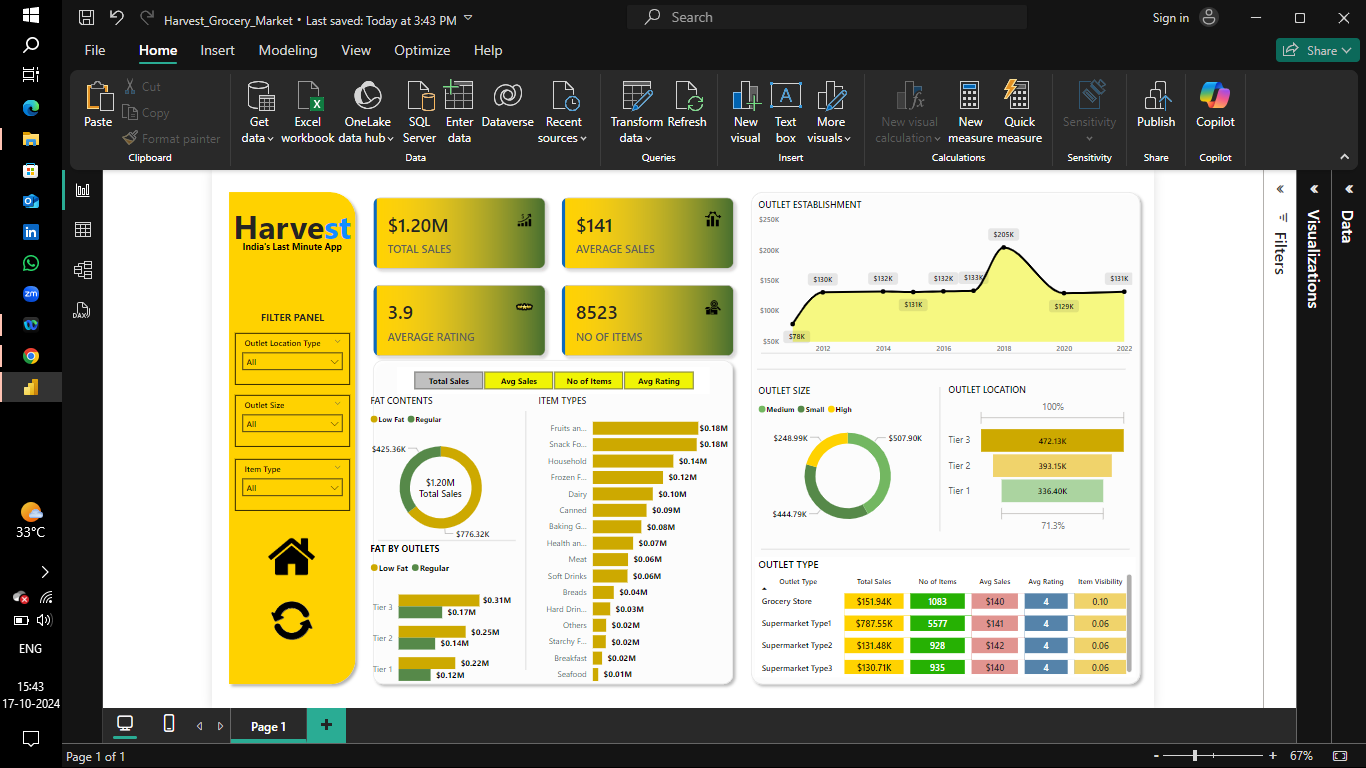 Harvest_Grocery_Market • Last saved: Today at 3:43 PM
Search
Sign in
File Home Insert Modeling View Optimize Help
Share
Paste
Cut
Copy
Format painter
Clipboard
Get data
Excel workbook
OneLake data hub
SQL Server
Enter data
Dataverse
Recent sources
Data
Transform data
Refresh
Queries
New visual
Text box
More visuals
Insert
New visual calculation
New measure
Quick measure
Calculations
Sensitivity
Sensitivity
Publish
Share
Copilot
Copilot
Harvest
India's Last Minute App
FILTER PANEL
Outlet Location Type
All
Outlet Size
All
Item Type
All
$1.20M
TOTAL SALES
$141
AVERAGE SALES
3.9
AVERAGE RATING
8523
NO OF ITEMS
Total Sales Avg Sales No of Items Avg Rating
FAT CONTENTS
Low Fat Regular
$425.36K
$1.20M
Total Sales
$776.32K
FAT BY OUTLETS
Low Fat Regular
Tier 3 $0.31M
$0.17M
Tier 2 $0.25M
$0.14M
Tier 1 $0.22M
$0.12M
ITEM TYPES
Fruits an... $0.18M
Snack Fo... $0.18M
Household $0.14M
Frozen F... $0.12M
Dairy $0.10M
Canned $0.09M
Baking G... $0.08M
Health an... $0.07M
Meat $0.06M
Soft Drinks $0.06M
Breads $0.04M
Hard Drin... $0.03M
Others $0.02M
Starchy F... $0.02M
Breakfast $0.02M
Seafood $0.01M
OUTLET ESTABLISHMENT
$250K
$200K
$150K
$100K
$50K
$78K
$130K
$132K
$131K
$132K
$133K
$205K
$129K
$131K
2012 2014 2016 2018 2020 2022
OUTLET SIZE
Medium Small High
$248.99K
$507.90K
$444.79K
OUTLET LOCATION
100%
Tier 3 472.13K
Tier 2 393.15K
Tier 1 336.40K
71.3%
OUTLET TYPE
Outlet Type Total Sales No of Items Avg Sales Avg Rating Item Visibility
Grocery Store $151.94K 1083 $140 4 0.10
Supermarket Type1 $787.55K 5577 $141 4 0.06
Supermarket Type2 $131.48K 928 $142 4 0.06
Supermarket Type3 $130.71K 935 $140 4 0.06
Filters
Visualizations
Data
DAX
zm
33°C
ENG
15:43
17-10-2024
Page 1
Page 1 of 1
- + 67%